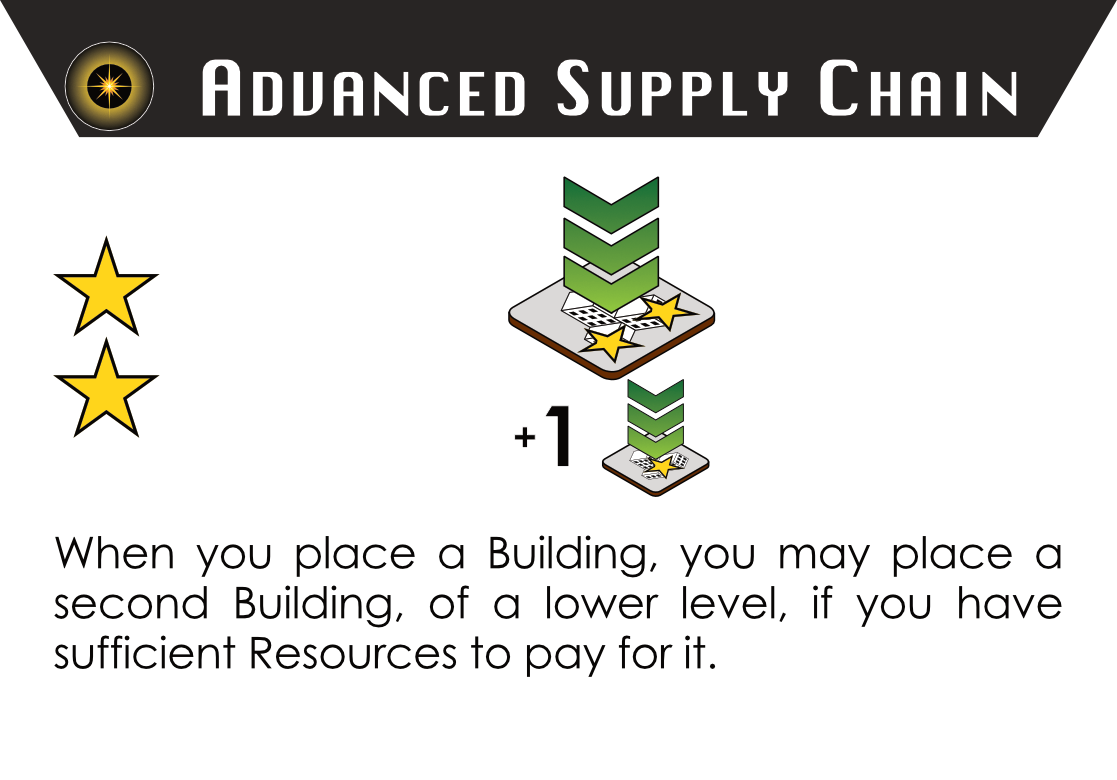 ADVANCED SUPPLY CHAIN
+1
When you place a Building, you may place a
second Building, of a lower level, if you have
sufficient Resources to pay for it.